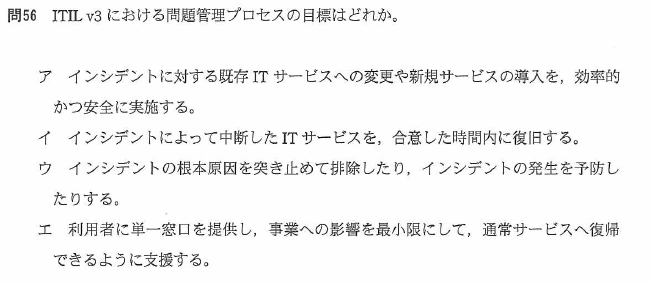 問56 ITIL v3 における問題管理プロセスの目標はどれか。
ア インシデントに対する既存 IT サービスへの変更や新規サービスの導入を，効率的
かつ安全に実施する。
イ インシデントによって中断した IT サービスを，合意した時間内に復旧する。
ウ インシデントの根本原因を突き止めて排除したり，インシデントの発生を予防し
たりする。
エ 利用者に単一窓口を提供し，事業への影響を最小限にして，通常サービスへ復帰
できるように支援する。